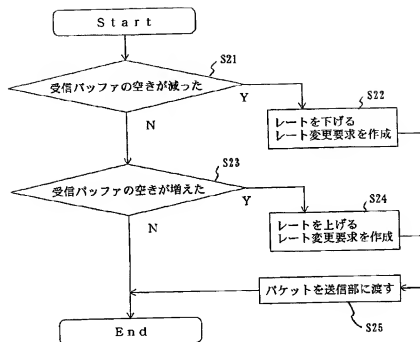 Start
S21
受信バッファの空きが減った
Y
S22
N
レートを下げる
レート変更要求を作成
S23
受信バッファの空きが増えた
Y
S24
N
レートを上げる
レート変更要求を作成
パケットを送信部に渡す
S25
End